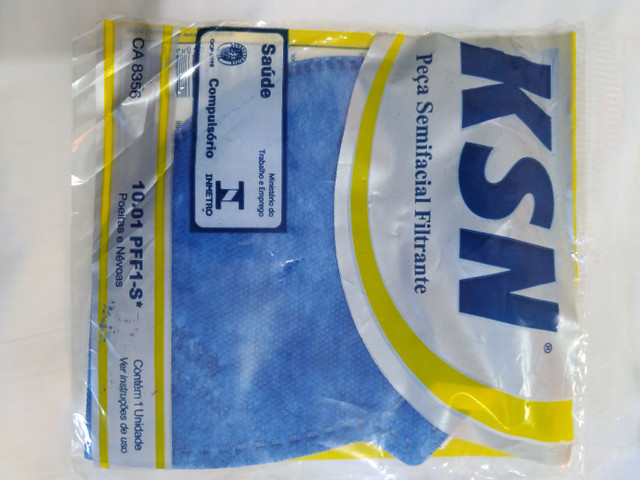 KSN®
Peça Semifacial Filtrante
Saúde
Ministério do
Trabalho e Emprego
Compulsório
INMETRO
CA 8356
10.01 PFF1-S*
Poeiras e Névoas
Contém 1 Unidade
Ver instruções de uso